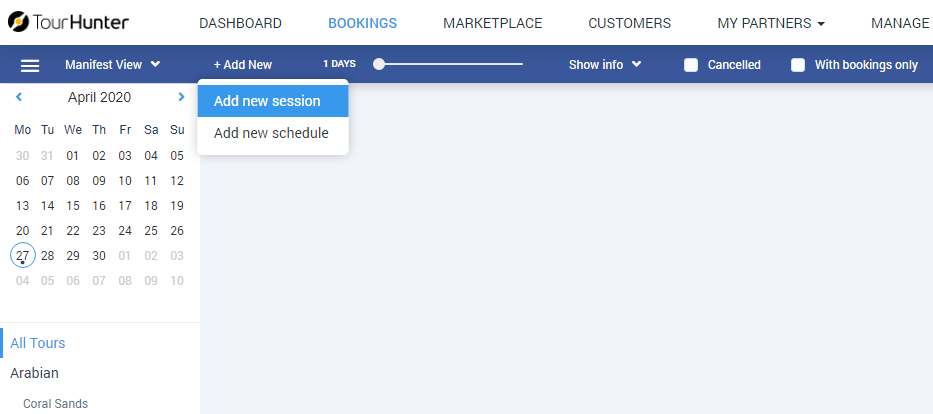 TourHunter DASHBOARD BOOKINGS MARKETPLACE CUSTOMERS MY PARTNERS MANAGE
Manifest View + Add New 1 DAYS Show info Cancelled With bookings only
Add new session
Add new schedule
April 2020
Mo Tu We Th Fr Sa Su
30 31 01 02 03 04 05
06 07 08 09 10 11 12
13 14 15 16 17 18 19
20 21 22 23 24 25 26
27 28 29 30 01 02 03
04 05 06 07 08 09 10
All Tours
Arabian
Coral Sands